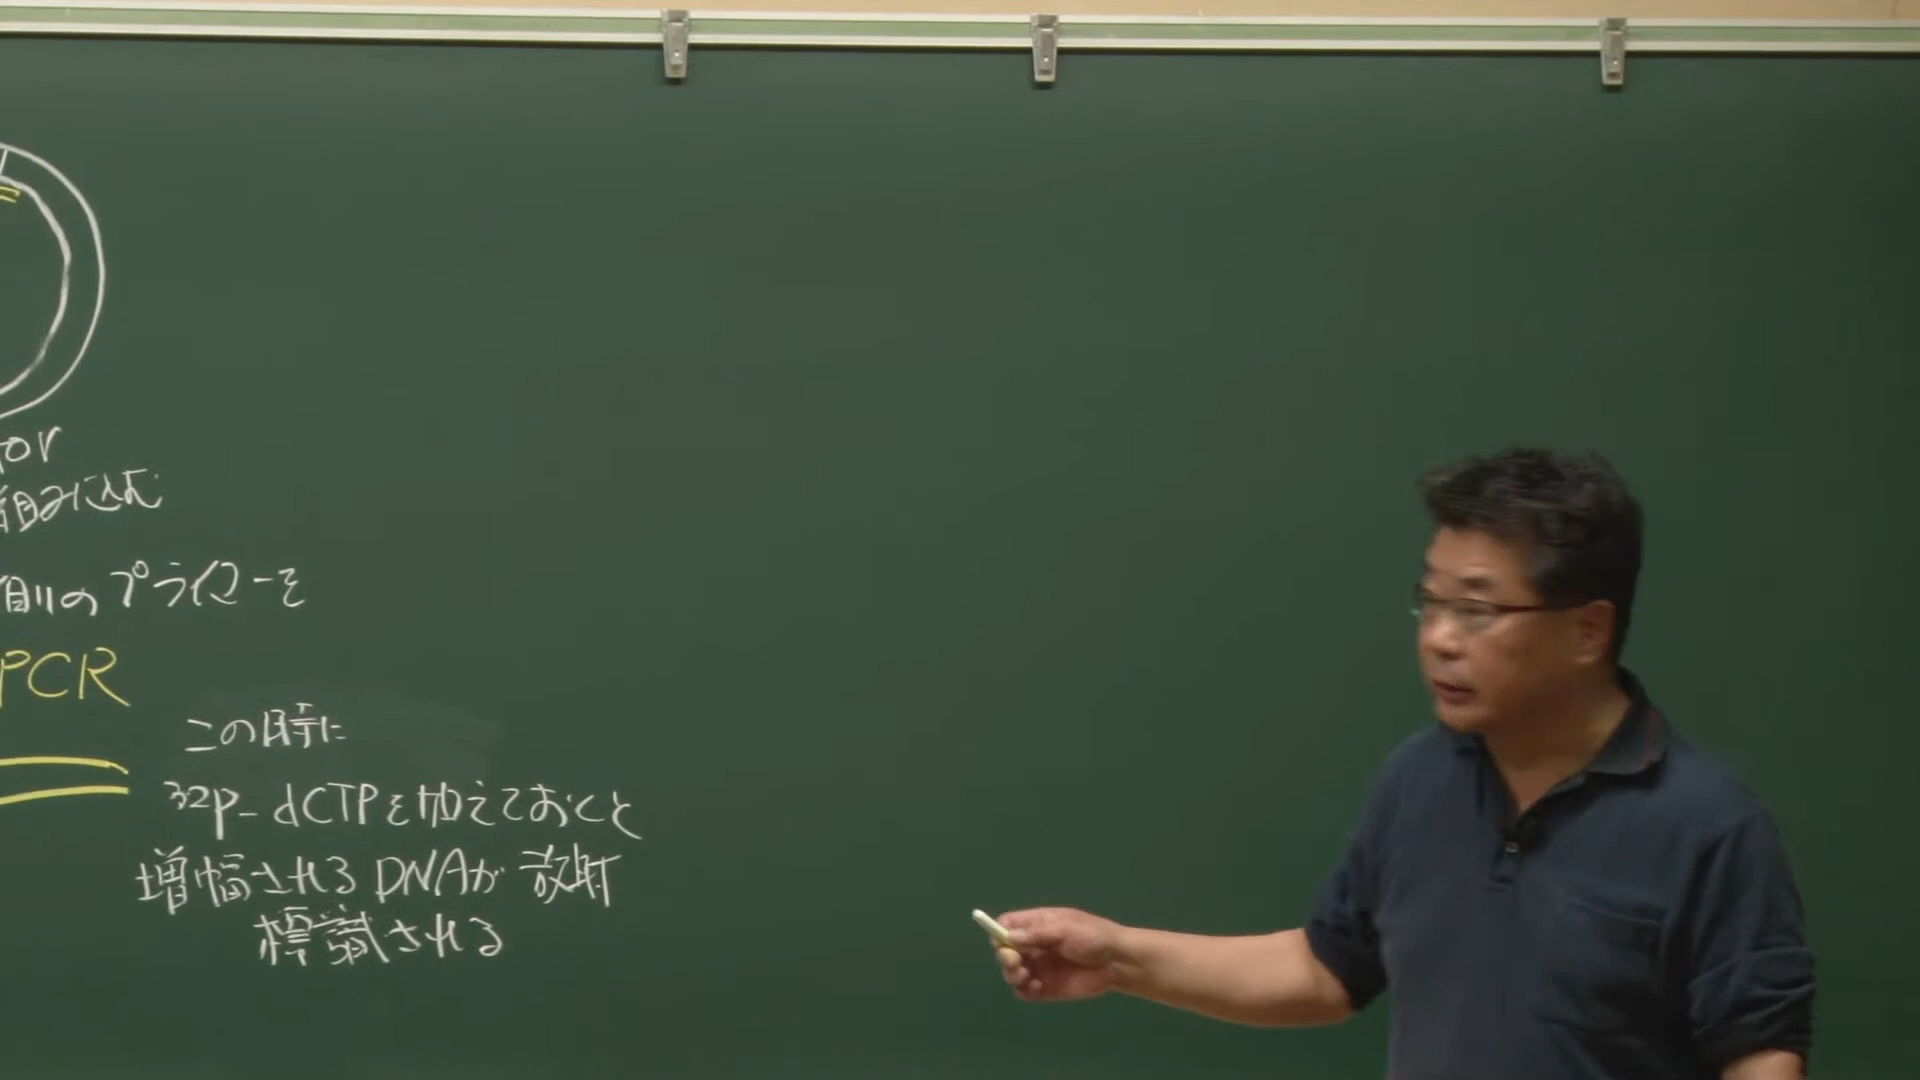 or
組み込む
側のプライマーを
PCR
この時に
32P-dCTPを加えておくと
増幅されるDNAが放射
標識される